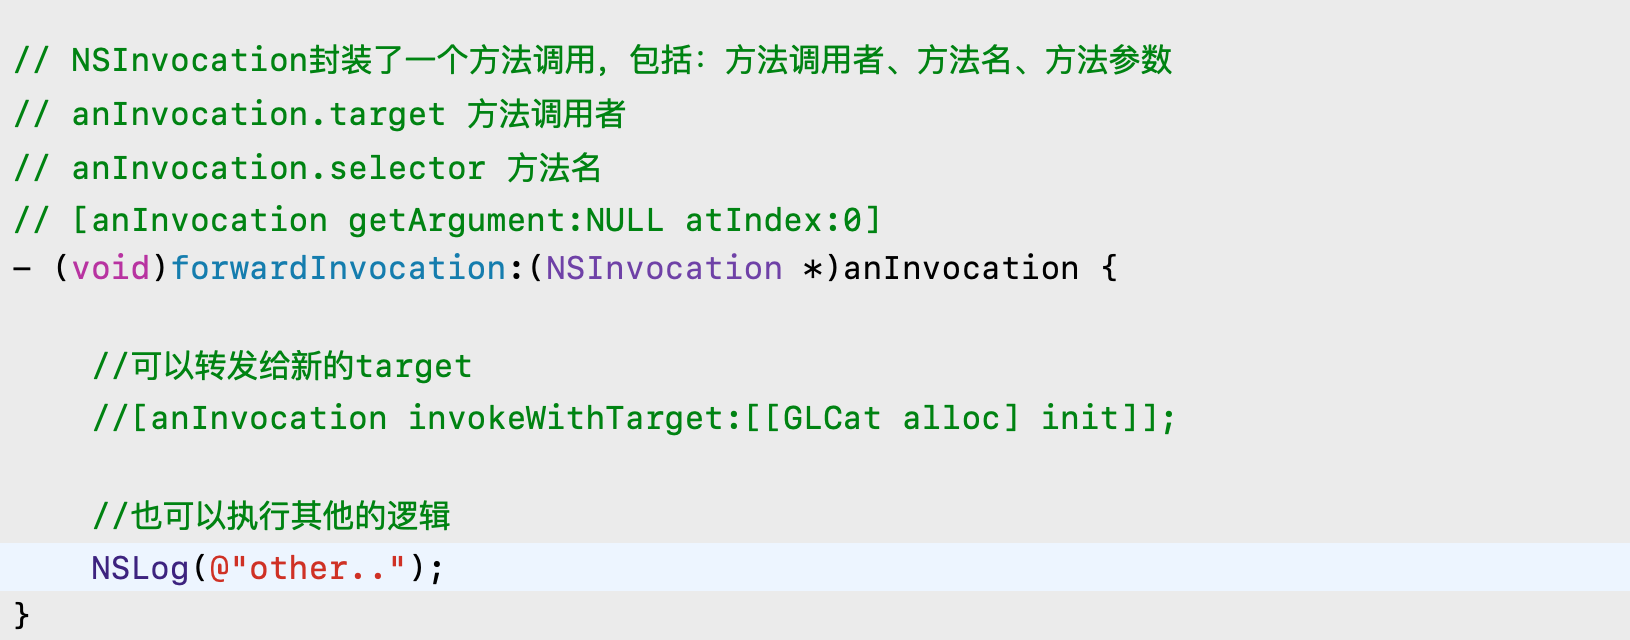 // NSInvocation封装了一个方法调用，包括：方法调用者、方法名、方法参数
// anInvocation.target 方法调用者
// anInvocation.selector 方法名
// [anInvocation getArgument:NULL atIndex:0]
- (void)forwardInvocation:(NSInvocation *)anInvocation {
//可以转发给新的target
//[anInvocation invokeWithTarget:[[GLCat alloc] init]];
//也可以执行其他的逻辑
NSLog(@"other..");
}